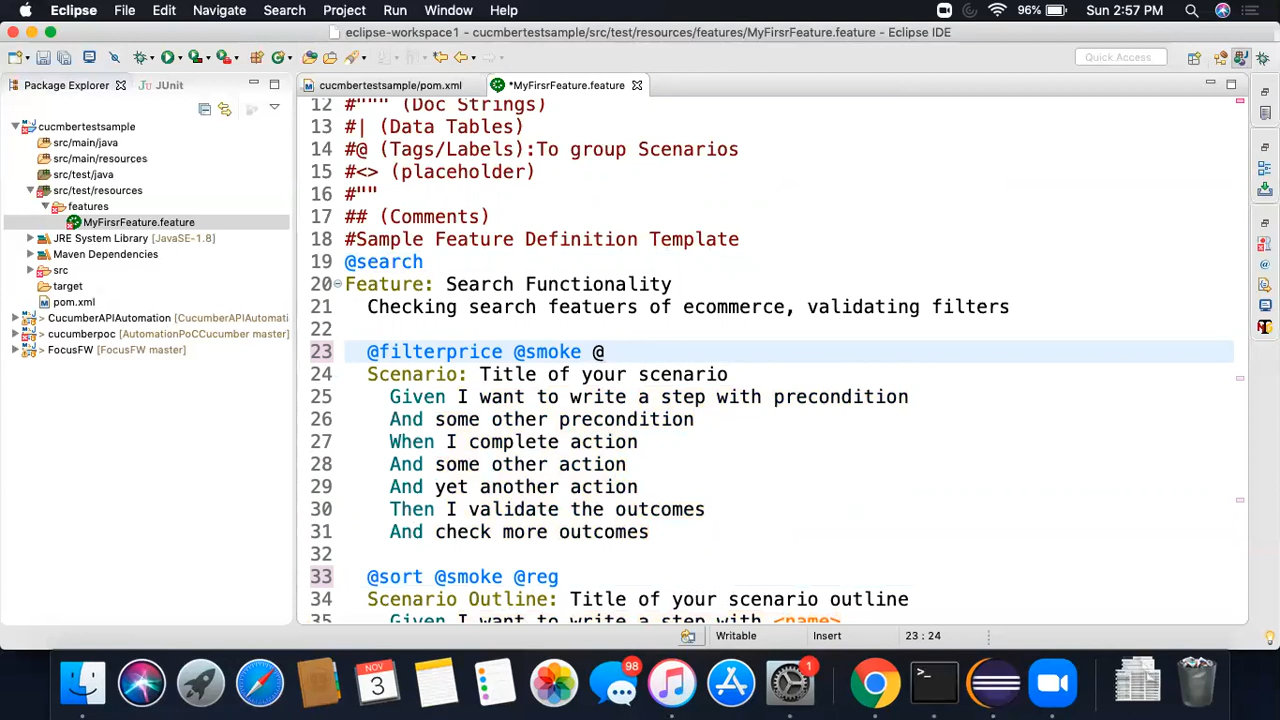 Eclipse File Edit Navigate Search Project Run Window Help 96% Sun 2:57 PM
eclipse-workspace1 - cucmbertestsample/src/test/resources/features/MyFirsrFeature.feature - Eclipse IDE
Quick Access
Package Explorer JUnit
cucmbertestsample/pom.xml *MyFirsrFeature.feature
cucmbertestsample
src/main/java
src/main/resources
src/test/java
src/test/resources
features
MyFirsrFeature.feature
JRE System Library [JavaSE-1.8]
Maven Dependencies
src
target
pom.xml
> CucumberAPIAutomation [CucumberAPIAutomati
> cucumberpoc [AutomationPoCCucumber master]
> FocusFW [FocusFW master]
12 #""" (Doc Strings)
13 #| (Data Tables)
14 #@ (Tags/Labels):To group Scenarios
15 #<> (placeholder)
16 #""
17 ## (Comments)
18 #Sample Feature Definition Template
19 @search
20 Feature: Search Functionality
21 Checking search featuers of ecommerce, validating filters
22
23 @filterprice @smoke @
24 Scenario: Title of your scenario
25 Given I want to write a step with precondition
26 And some other precondition
27 When I complete action
28 And some other action
29 And yet another action
30 Then I validate the outcomes
31 And check more outcomes
32
33 @sort @smoke @reg
34 Scenario Outline: Title of your scenario outline
35 Given I want to write a step with <name>
Writable Insert 23 : 24
NOV
3
98
1